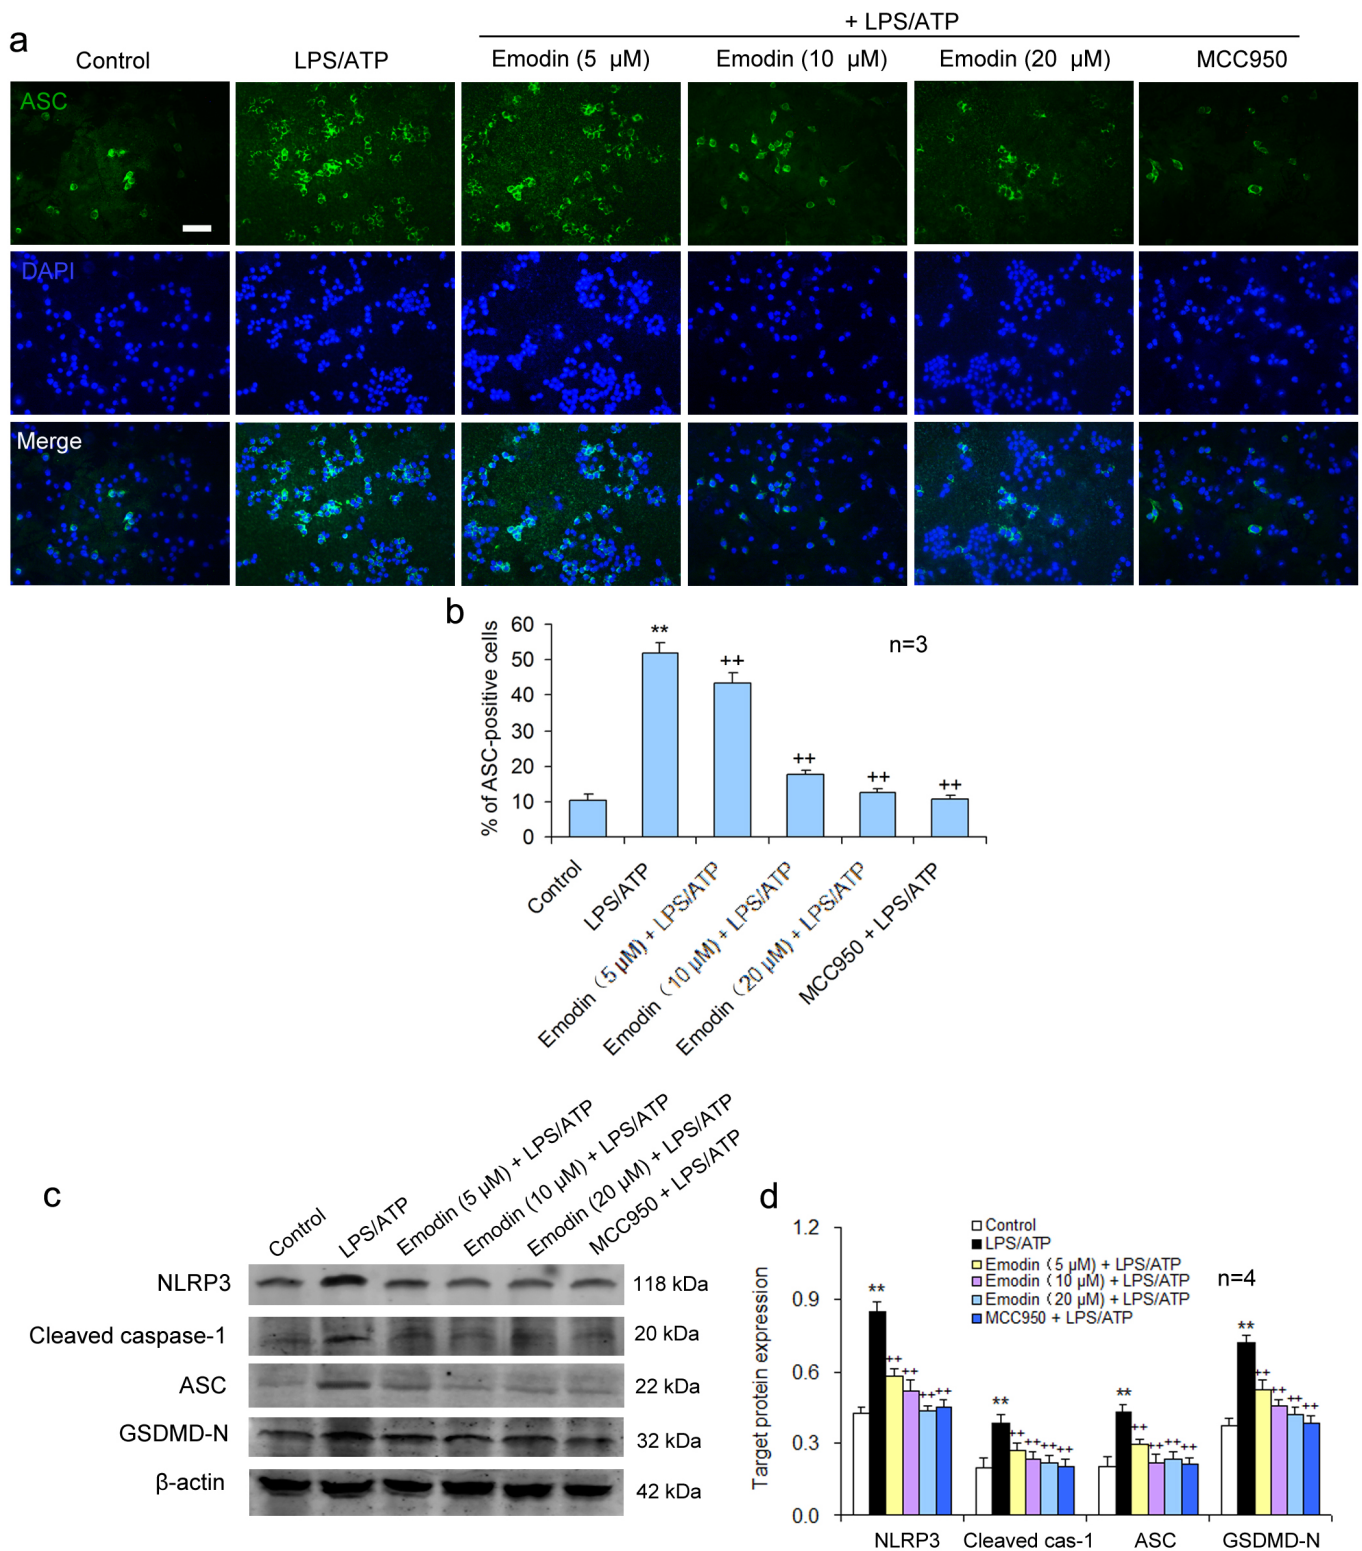 a
+ LPS/ATP
Control
LPS/ATP
Emodin (5 µM)
Emodin (10 µM)
Emodin (20 µM)
MCC950
ASC
DAPI
Merge
b
% of ASC-positive cells
60
50
40
30
20
10
0
**
++
++
++
++
n=3
Control
LPS/ATP
Emodin（5 µM) + LPS/ATP
Emodin（10 µM) + LPS/ATP
Emodin（20 µM) + LPS/ATP
MCC950 + LPS/ATP
c
Control
LPS/ATP
Emodin (5 µM) + LPS/ATP
Emodin (10 µM) + LPS/ATP
Emodin (20 µM) + LPS/ATP
MCC950 + LPS/ATP
NLRP3 118 kDa
Cleaved caspase-1 20 kDa
ASC 22 kDa
GSDMD-N 32 kDa
β-actin 42 kDa
d
Target protein expression
1.2
0.9
0.6
0.3
0.0
Control
LPS/ATP
Emodin（5 µM) + LPS/ATP
Emodin（10 µM) + LPS/ATP
Emodin（20 µM) + LPS/ATP
MCC950 + LPS/ATP
n=4
** ++ ++ ++ ++
** ++ ++ ++ ++
** ++ ++ ++ ++
** ++ ++ ++ ++
NLRP3
Cleaved cas-1
ASC
GSDMD-N